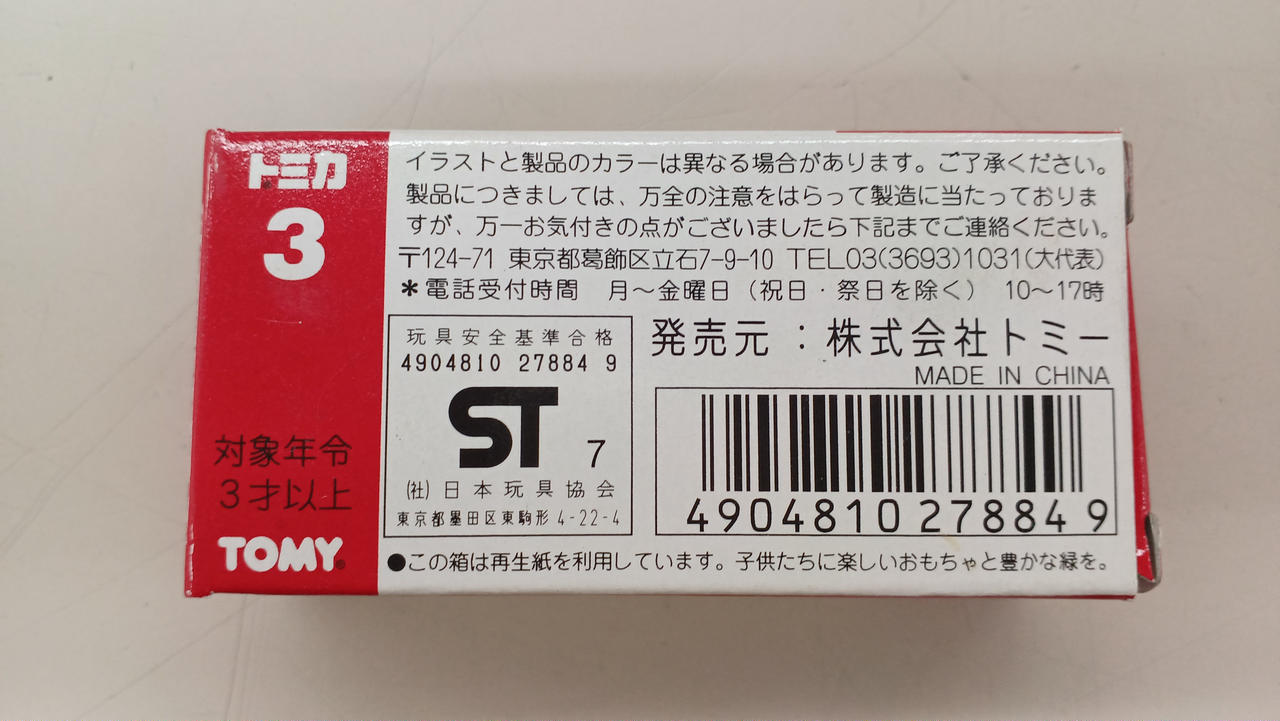 トミカ
3
対象年令
3才以上
TOMY®
イラストと製品のカラーは異なる場合があります。ご了承ください。
製品につきましては、万全の注意をはらって製造に当たっておりま
すが、万一お気付きの点がございましたら下記までご連絡ください。
〒124-71 東京都葛飾区立石7-9-10 TEL03(3693)1031(大代表)
＊電話受付時間 月〜金曜日（祝日・祭日を除く） 10〜17時
玩具安全基準合格
4904810 27884 9
ST 7
(社)日本玩具協会
東京都墨田区東駒形4-22-4
発売元：株式会社トミー
MADE IN CHINA
4904810 27884 9
●この箱は再生紙を利用しています。子供たちに楽しいおもちゃと豊かな緑を。